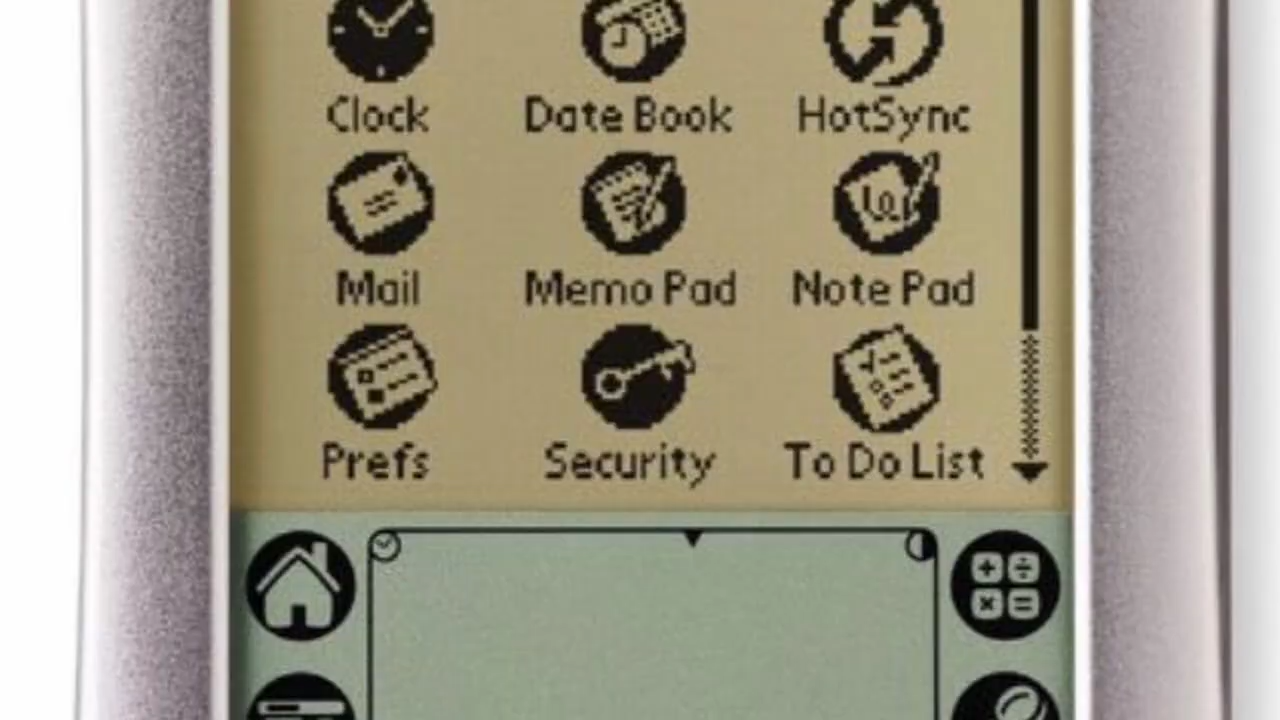 Clock Date Book HotSync
Mail Memo Pad Note Pad
Prefs Security To Do List